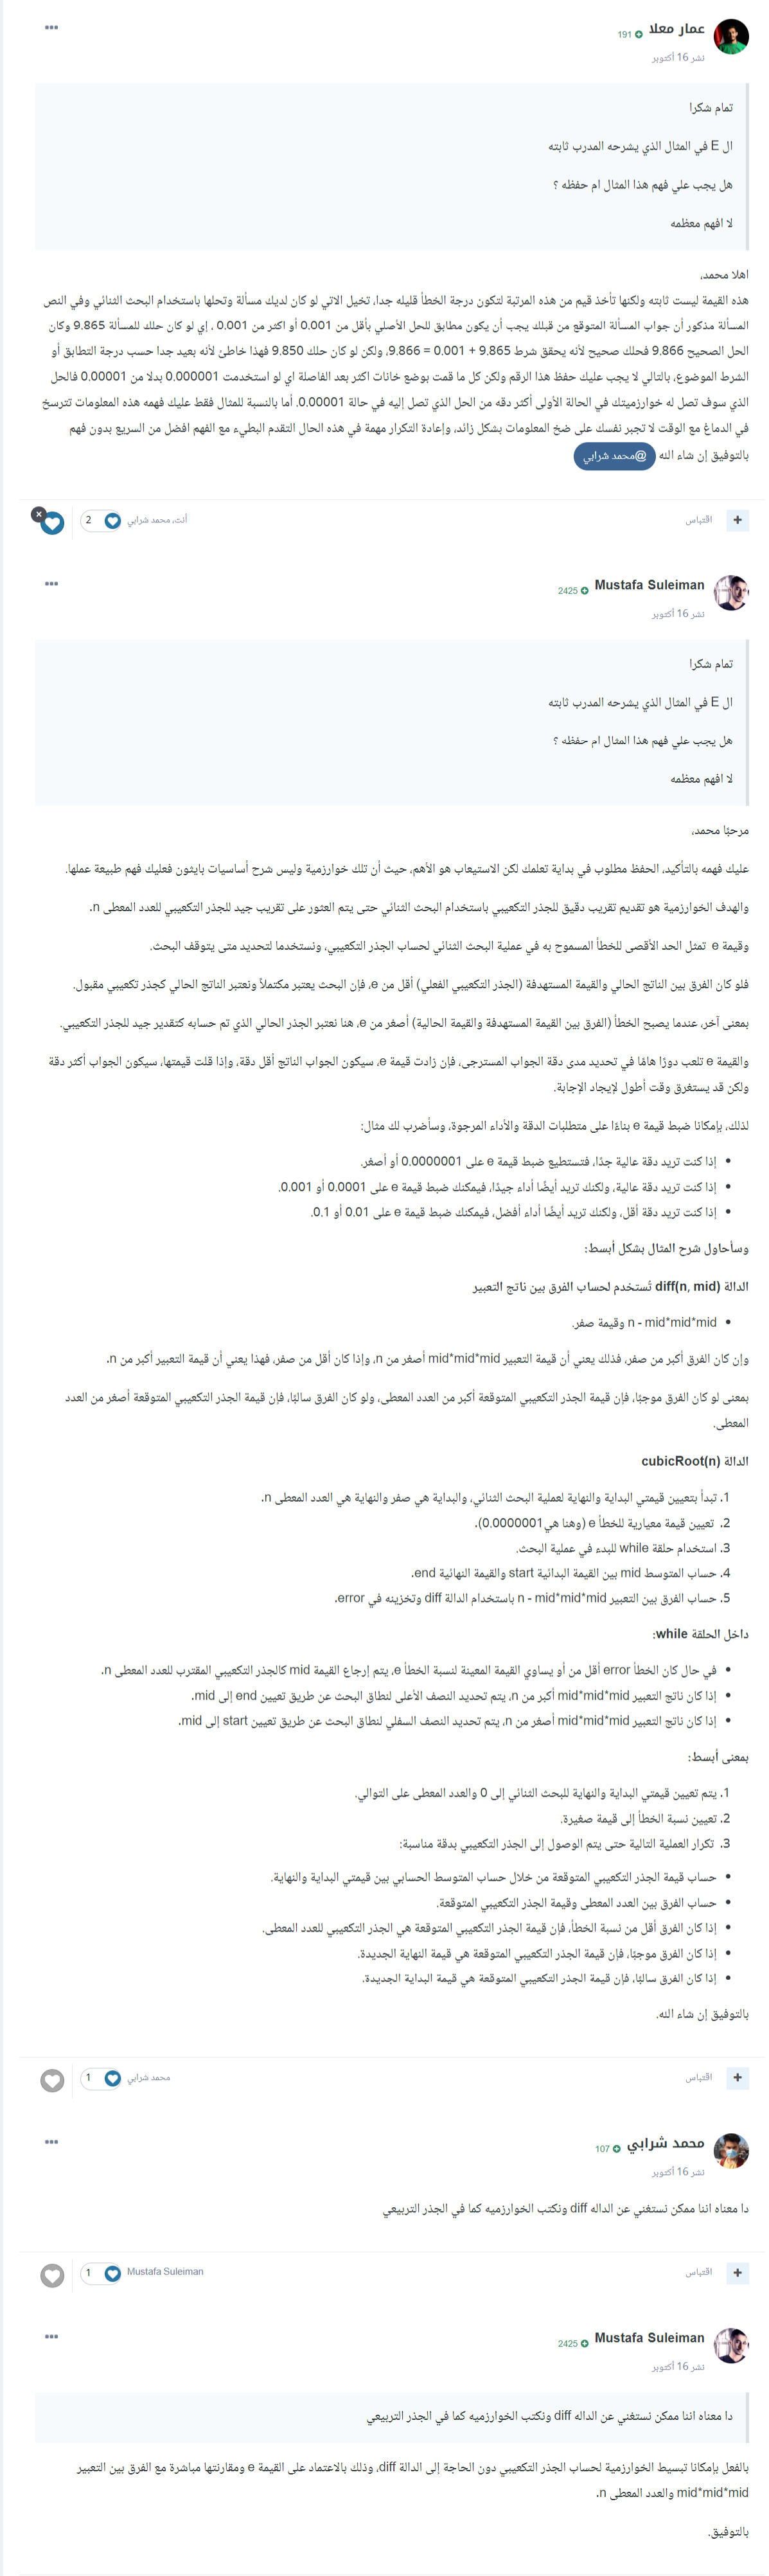 عمار معلا 191
نشر 16 أكتوبر
تمام شكرا
ال E في المثال الذي يشرحه المدرب ثابته
هل يجب علي فهم هذا المثال ام حفظه ؟
لا افهم معظمه
اهلا محمد،
هذه القيمة ليست ثابته ولكنها تأخذ قيم من هذه المرتبة لتكون درجة الخطأ قليله جدا، تخيل الاتي لو كان لديك مسألة وتحلها باستخدام البحث الثنائي وفي النص
المسألة مذكور أن جواب المسألة المتوقع من قبلك يجب أن يكون مطابق للحل الأصلي بأقل من 0.001 أو اكثر من 0.001 ، إي لو كان حلك للمسألة 9.865 وكان
الحل الصحيح 9.866 فحلك صحيح لأنه يحقق شرط 9.865 + 0.001 = 9.866، ولكن لو كان حلك 9.850 فهذا خاطئ لأنه بعيد جدا حسب درجة التطابق أو
الشرط الموضوع، بالتالي لا يجب عليك حفظ هذا الرقم ولكن كل ما قمت بوضع خانات اكثر بعد الفاصلة اي لو استخدمت 0.000001 بدلا من 0.00001 فالحل
الذي سوف تصل له خوارزميتك في الحالة الأولى أكثر دقه من الحل الذي تصل إليه في حالة 0.00001. أما بالنسبة للمثال فقط عليك فهمه هذه المعلومات تترسخ
في الدماغ مع الوقت لا تجبر نفسك على ضخ المعلومات بشكل زائد، وإعادة التكرار مهمة في هذه الحال التقدم البطيء مع الفهم افضل من السريع بدون فهم
بالتوفيق إن شاء الله @محمد شرابي
اقتباس
أنت، محمد شرابي 2
Mustafa Suleiman 2425
نشر 16 أكتوبر
تمام شكرا
ال E في المثال الذي يشرحه المدرب ثابته
هل يجب علي فهم هذا المثال ام حفظه ؟
لا افهم معظمه
مرحبًا محمد،
عليك فهمه بالتأكيد، الحفظ مطلوب في بداية تعلمك لكن الاستيعاب هو الأهم، حيث أن تلك خوارزمية وليس شرح أساسيات بايثون فعليك فهم طبيعة عملها.
والهدف الخوارزمية هو تقديم تقريب دقيق للجذر التكعيبي باستخدام البحث الثنائي حتى يتم العثور على تقريب جيد للجذر التكعيبي للعدد المعطى n.
وقيمة e تمثل الحد الأقصى للخطأ المسموح به في عملية البحث الثنائي لحساب الجذر التكعيبي، ونستخدما لتحديد متى يتوقف البحث.
فلو كان الفرق بين الناتج الحالي والقيمة المستهدفة (الجذر التكعيبي الفعلي) أقل من e، فإن البحث يعتبر مكتملاً ونعتبر الناتج الحالي كجذر تكعيبي مقبول.
بمعنى آخر، عندما يصبح الخطأ (الفرق بين القيمة المستهدفة والقيمة الحالية) أصغر من e، هنا نعتبر الجذر الحالي الذي تم حسابه كتقدير جيد للجذر التكعيبي.
والقيمة e تلعب دورًا هامًا في تحديد مدى دقة الجواب المسترجى، فإن زادت قيمة e، سيكون الجواب الناتج أقل دقة، وإذا قلت قيمتها، سيكون الجواب أكثر دقة
ولكن قد يستغرق وقت أطول لإيجاد الإجابة.
لذلك، بإمكانا ضبط قيمة e بناءًا على متطلبات الدقة والأداء المرجوة، وسأضرب لك مثال:
• إذا كنت تريد دقة عالية جدًا، فتستطيع ضبط قيمة e على 0.0000001 أو أصغر.
• إذا كنت تريد دقة عالية، ولكنك تريد أيضًا أداء جيدًا، فيمكنك ضبط قيمة e على 0.0001 أو 0.001.
• إذا كنت تريد دقة أقل، ولكنك تريد أيضًا أداء أفضل، فيمكنك ضبط قيمة e على 0.01 أو 0.1.
وسأحاول شرح المثال بشكل أبسط:
الدالة diff(n, mid) تُستخدم لحساب الفرق بين ناتج التعبير
• n - mid*mid*mid وقيمة صفر.
وإن كان الفرق أكبر من صفر، فذلك يعني أن قيمة التعبير mid*mid*mid أصغر من n، وإذا كان أقل من صفر، فهذا يعني أن قيمة التعبير أكبر من n.
بمعنى لو كان الفرق موجبًا، فإن قيمة الجذر التكعيبي المتوقعة أكبر من العدد المعطى، ولو كان الفرق سالبًا، فإن قيمة الجذر التكعيبي المتوقعة أصغر من العدد
المعطى.
الدالة cubicRoot(n)
1. تبدأ بتعيين قيمتي البداية والنهاية لعملية البحث الثنائي، والبداية هي صفر والنهاية هي العدد المعطى n.
2. تعيين قيمة معيارية للخطأ e (وهنا هي 0.0000001).
3. استخدام حلقة while للبدء في عملية البحث.
4. حساب المتوسط mid بين القيمة البدائية start والقيمة النهائية end.
5. حساب الفرق بين التعبير n - mid*mid*mid باستخدام الدالة diff وتخزينه في error.
داخل الحلقة while:
• في حال كان الخطأ error أقل من أو يساوي القيمة المعينة لنسبة الخطأ e، يتم إرجاع القيمة mid كالجذر التكعيبي المقترب للعدد المعطى n.
• إذا كان ناتج التعبير mid*mid*mid أكبر من n، يتم تحديد النصف الأعلى لنطاق البحث عن طريق تعيين end إلى mid.
• إذا كان ناتج التعبير mid*mid*mid أصغر من n، يتم تحديد النصف السفلي لنطاق البحث عن طريق تعيين start إلى mid.
بمعنى أبسط:
1. يتم تعيين قيمتي البداية والنهاية للبحث الثنائي إلى 0 والعدد المعطى على التوالي.
2. تعيين نسبة الخطأ إلى قيمة صغيرة.
3. تكرار العملية التالية حتى يتم الوصول إلى الجذر التكعيبي بدقة مناسبة:
• حساب قيمة الجذر التكعيبي المتوقعة من خلال حساب المتوسط الحسابي بين قيمتي البداية والنهاية.
• حساب الفرق بين العدد المعطى وقيمة الجذر التكعيبي المتوقعة.
• إذا كان الفرق أقل من نسبة الخطأ، فإن قيمة الجذر التكعيبي المتوقعة هي الجذر التكعيبي للعدد المعطى.
• إذا كان الفرق موجبًا، فإن قيمة الجذر التكعيبي المتوقعة هي قيمة النهاية الجديدة.
• إذا كان الفرق سالبًا، فإن قيمة الجذر التكعيبي المتوقعة هي قيمة البداية الجديدة.
بالتوفيق إن شاء الله.
اقتباس
محمد شرابي 1
محمد شرابي 107
نشر 16 أكتوبر
دا معناه اننا ممكن نستغني عن الداله diff ونكتب الخوارزميه كما في الجذر التربيعي
اقتباس
Mustafa Suleiman 1
Mustafa Suleiman 2425
نشر 16 أكتوبر
دا معناه اننا ممكن نستغني عن الداله diff ونكتب الخوارزميه كما في الجذر التربيعي
بالفعل بإمكانا تبسيط الخوارزمية لحساب الجذر التكعيبي دون الحاجة إلى الدالة diff، وذلك بالاعتماد على القيمة e ومقارنتها مباشرة مع الفرق بين التعبير
mid*mid*mid والعدد المعطى n.
بالتوفيق.